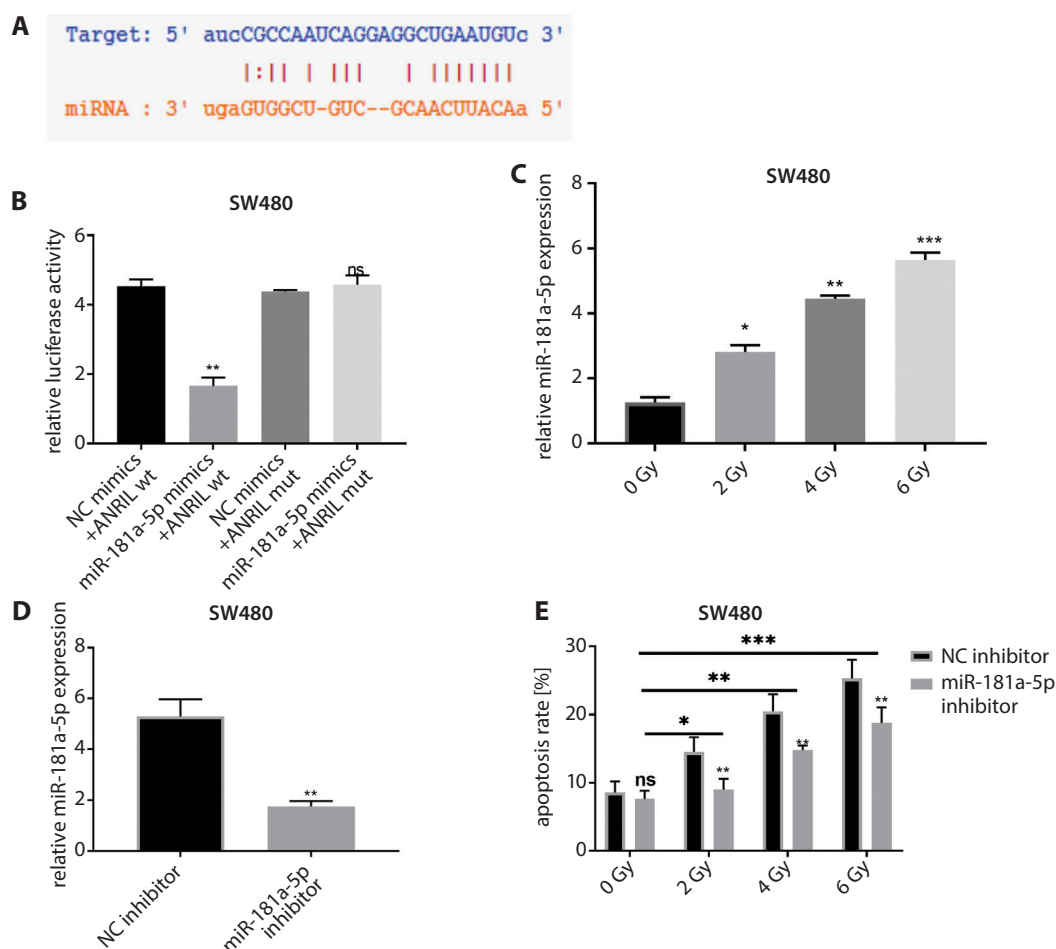 A
Target: 5' aucCGCCAAUCAGGAGGCUGAAUGUc 3'
|:|| | ||| | |||||||
miRNA : 3' ugaGUGGCU-GUC--GCAACUUACAa 5'
B
SW480
relative luciferase activity
6
4
2
0
**
ns
NC mimics
+ANRIL wt
miR-181a-5p mimics
+ANRIL wt
NC mimics
+ANRIL mut
miR-181a-5p mimics
+ANRIL mut
C
SW480
relative miR-181a-5p expression
8
6
4
2
0
*
**
***
0 Gy
2 Gy
4 Gy
6 Gy
D
SW480
relative miR-181a-5p expression
8
6
4
2
0
**
NC inhibitor
miR-181a-5p
inhibitor
E
SW480
apoptosis rate [%]
30
20
10
0
***
**
*
ns
**
**
**
0 Gy
2 Gy
4 Gy
6 Gy
NC inhibitor
miR-181a-5p
inhibitor